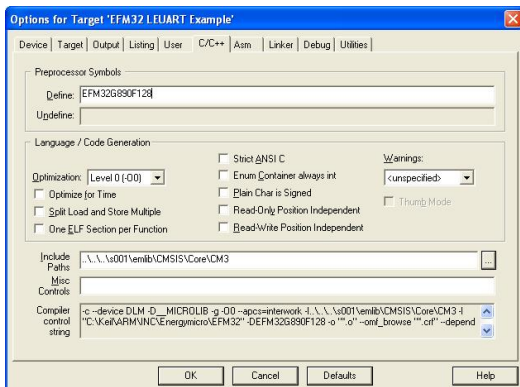 Options for Target 'EFM32 LEUART Example'
Device Target Output Listing User C/C++ Asm Linker Debug Utilities
Preprocessor Symbols
Define: EFM32G890F128
Undefine:
Language / Code Generation
Optimization: Level 0 (-O0)
Optimize for Time
Split Load and Store Multiple
One ELF Section per Function
Strict ANSI C
Enum Container always int
Plain Char is Signed
Read-Only Position Independent
Read-Write Position Independent
Warnings:
<unspecified>
Thumb Mode
Include Paths ..\..\..\s001\emlib\CMSIS\Core\CM3
...
Misc Controls
Compiler control string
-c --device DLM -D__MICROLIB -g -O0 --apcs=interwork -I..\..\..\s001\emlib\CMSIS\Core\CM3 -I
"C:\Keil\ARM\INC\Energymicro\EFM32" -DEFM32G890F128 -o "*.o" --omf_browse "*.crf" --depend
OK Cancel Defaults Help